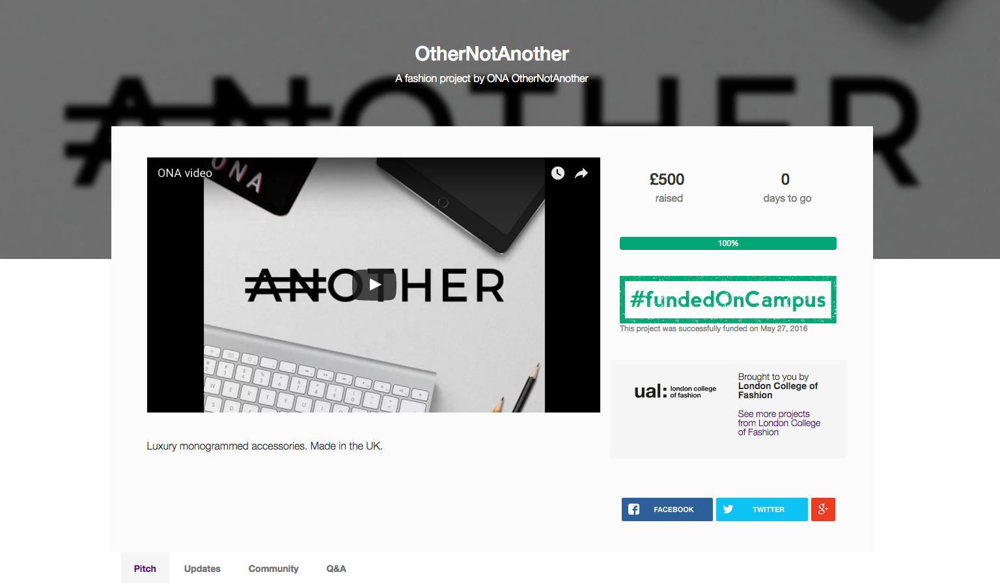 OtherNotAnother
A fashion project by ONA OtherNotAnother
ANOTHER
ONA video
ONA
ANOTHER
£500
raised
0
days to go
100%
#fundedOnCampus
This project was successfully funded on May 27, 2016
ual: london college
of fashion
Brought to you by
London College of
Fashion
See more projects
from London College
of Fashion
Luxury monogrammed accessories. Made in the UK.
FACEBOOK
TWITTER
g+
Pitch
Updates
Community
Q&A